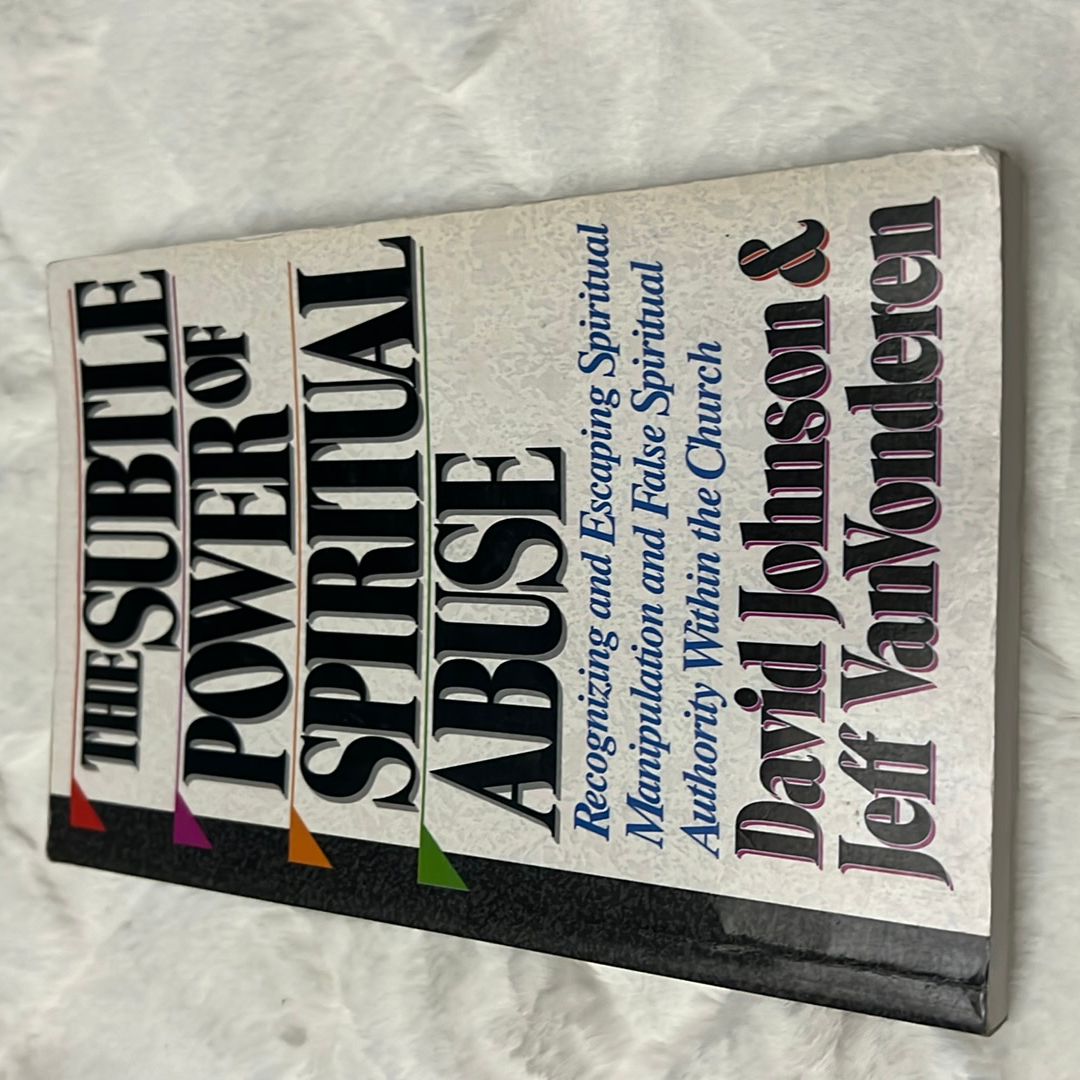 THE SUBTLE
POWER OF
SPIRITUAL
ABUSE
Recognizing and Escaping Spiritual
Manipulation and False Spiritual
Authority Within the Church
David Johnson &
Jeff VanVonderen